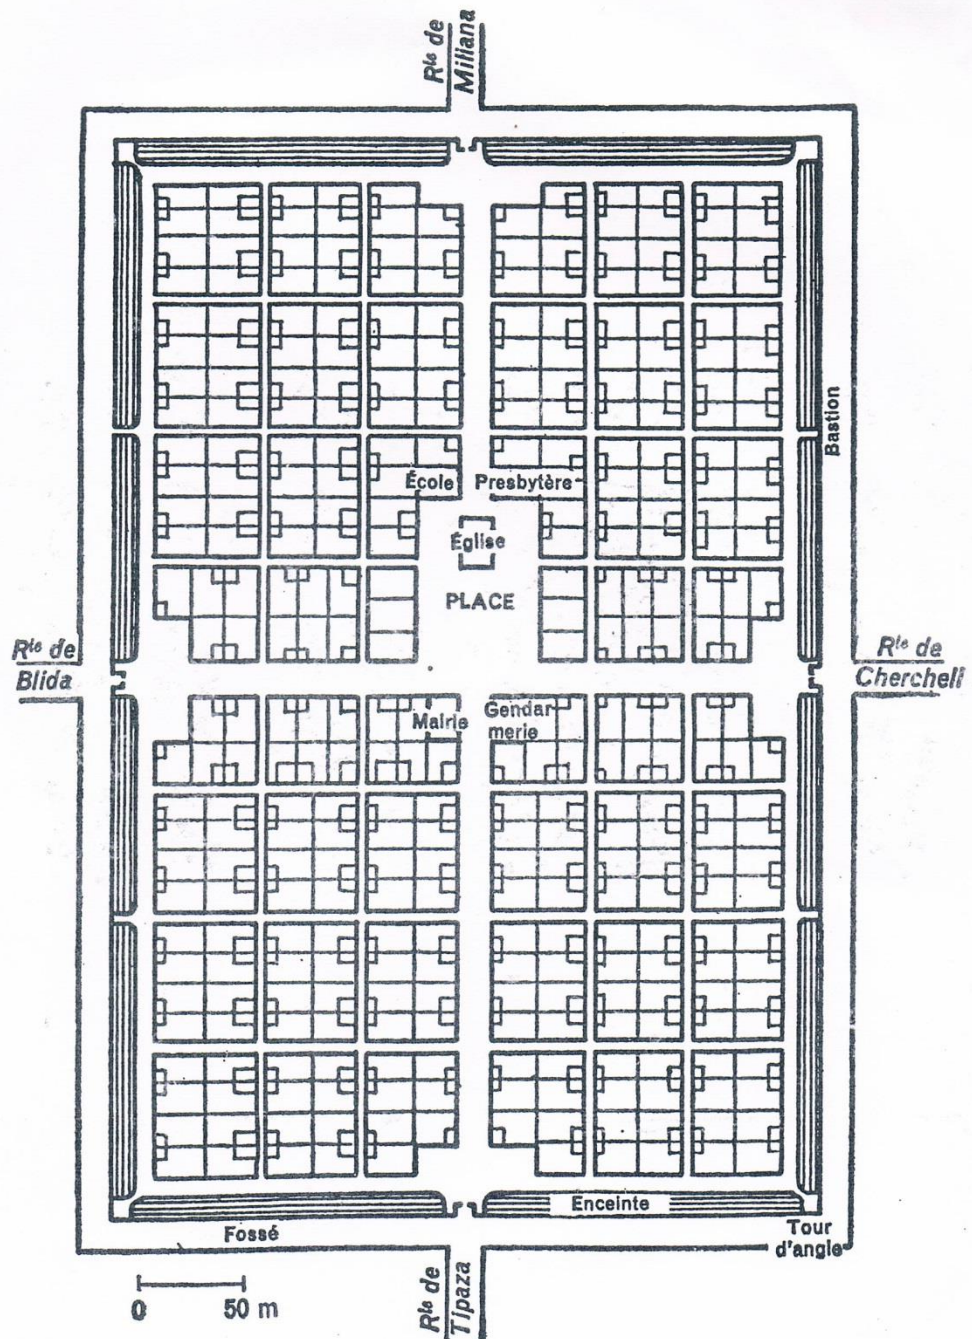 Rte de
Miliana
Bastion
École
Presbytère
Église
PLACE
Rte de
Blida
Rte de
Cherchell
Mairie
Gendar
merie
Enceinte
Fossé
Tour
d'angle
0 50 m
Rte de
Tipaza